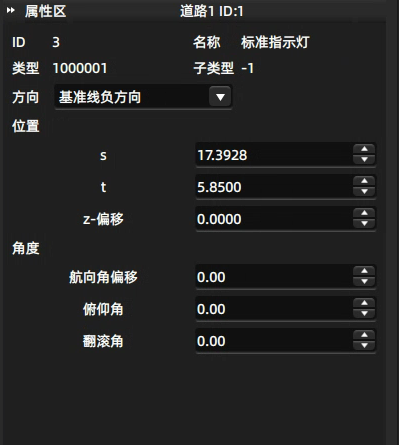 属性区 道路1 ID:1
ID 3 名称 标准指示灯
类型 1000001 子类型 -1
方向 基准线负方向
位置
s 17.3928
t 5.8500
z-偏移 0.0000
角度
航向角偏移 0.00
俯仰角 0.00
翻滚角 0.00